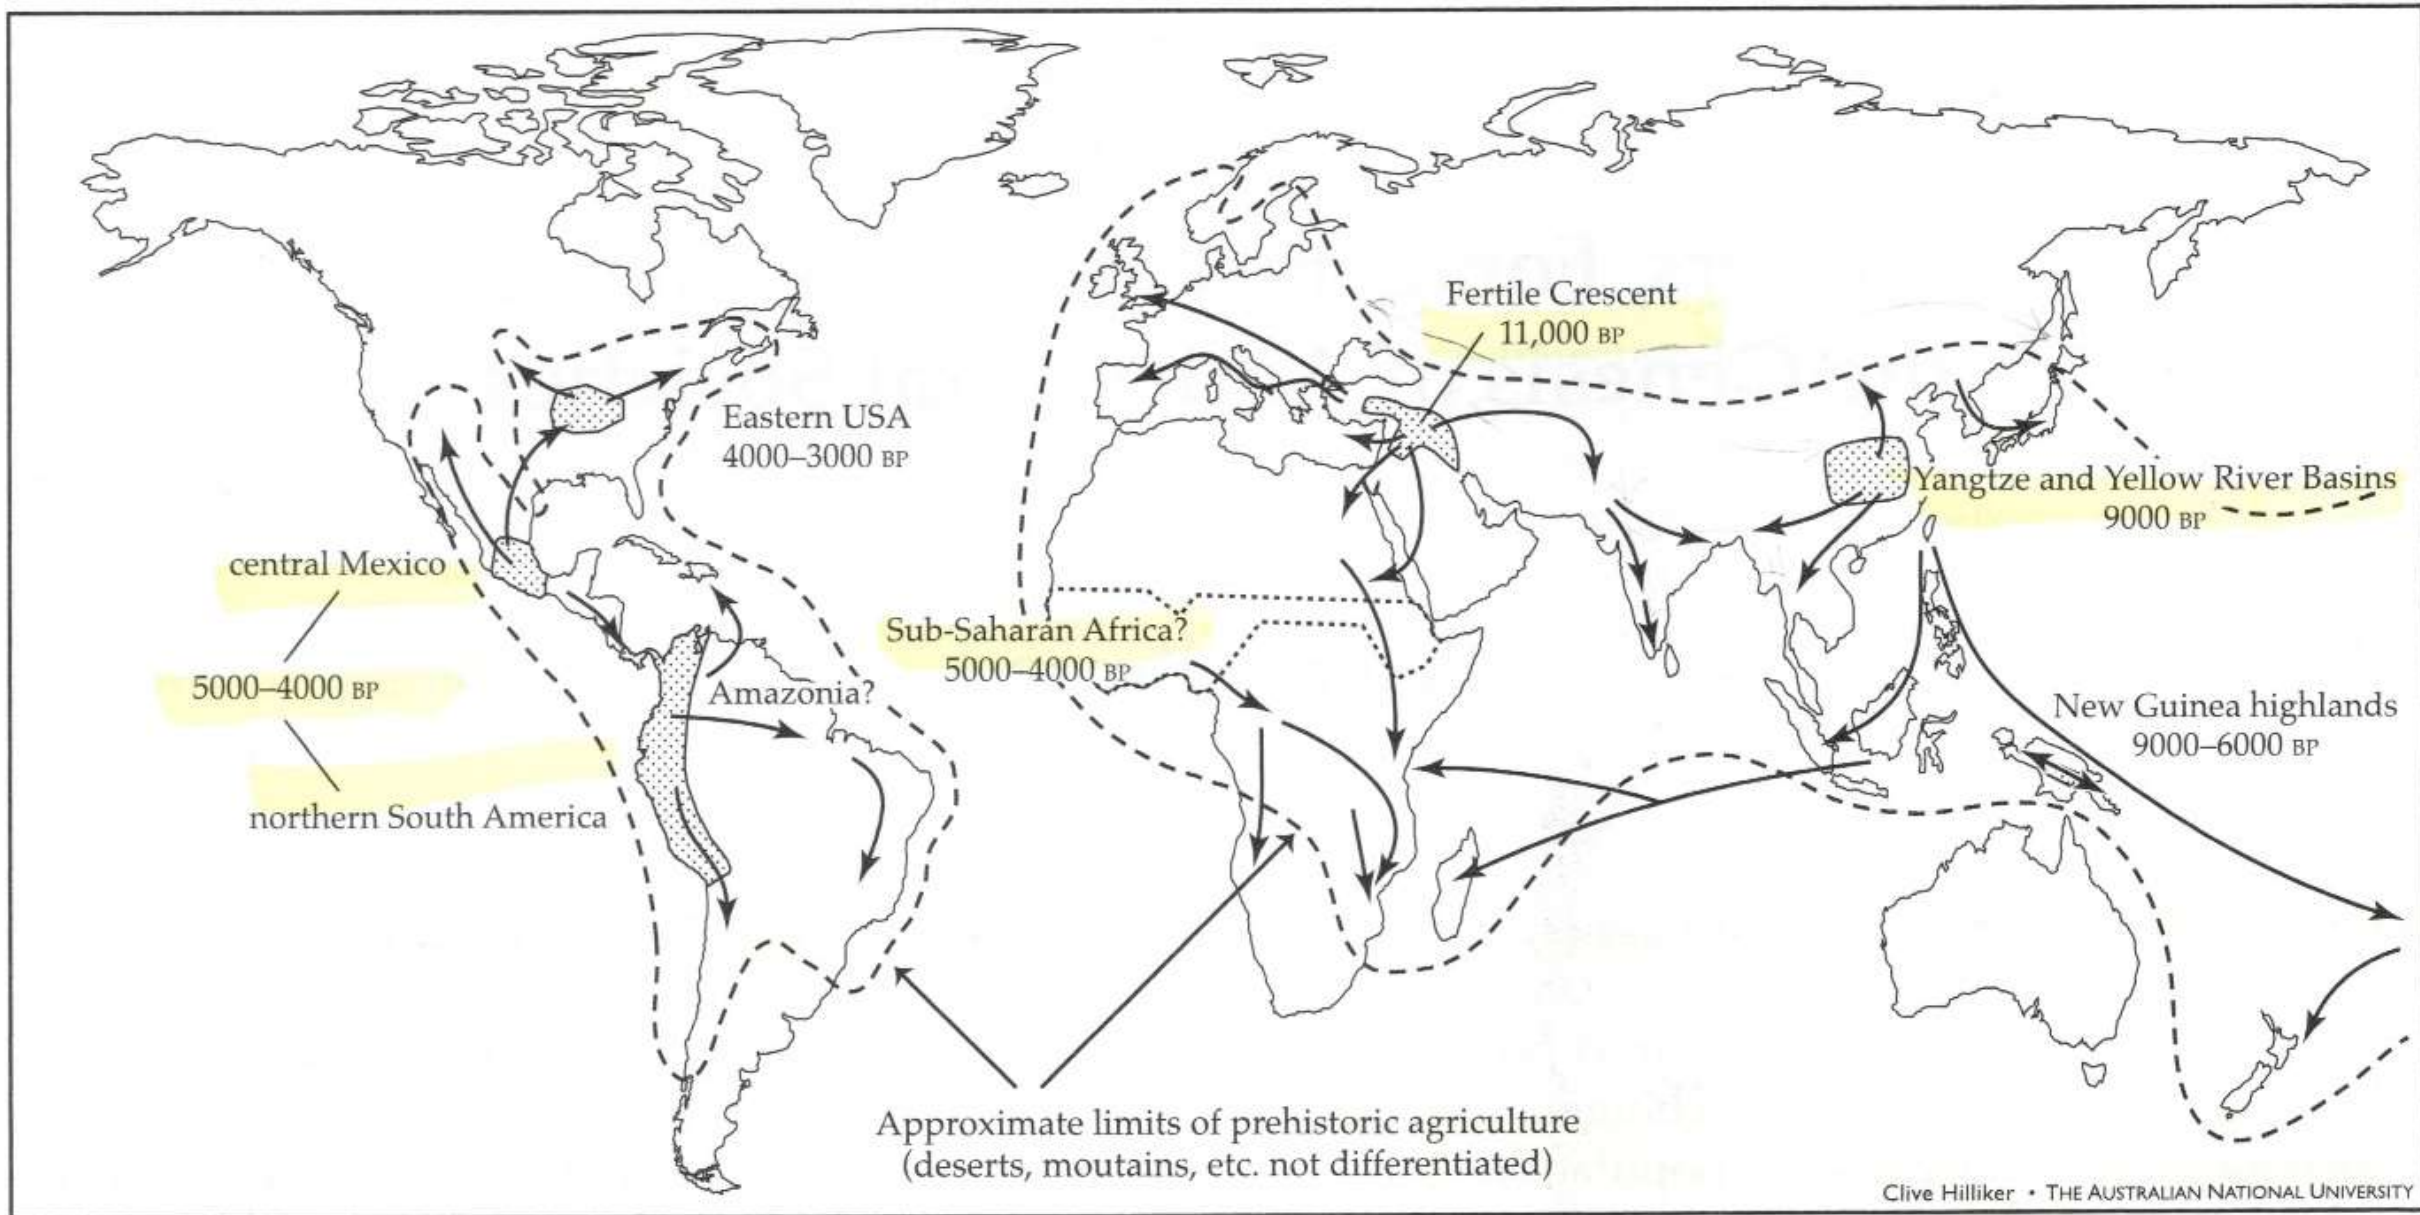 Fertile Crescent
11,000 BP
Eastern USA
4000–3000 BP
Yangtze and Yellow River Basins
9000 BP
central Mexico
5000–4000 BP
northern South America
Sub-Saharan Africa?
5000–4000 BP
Amazonia?
New Guinea highlands
9000–6000 BP
Approximate limits of prehistoric agriculture
(deserts, moutains, etc. not differentiated)
Clive Hilliker • THE AUSTRALIAN NATIONAL UNIVERSITY